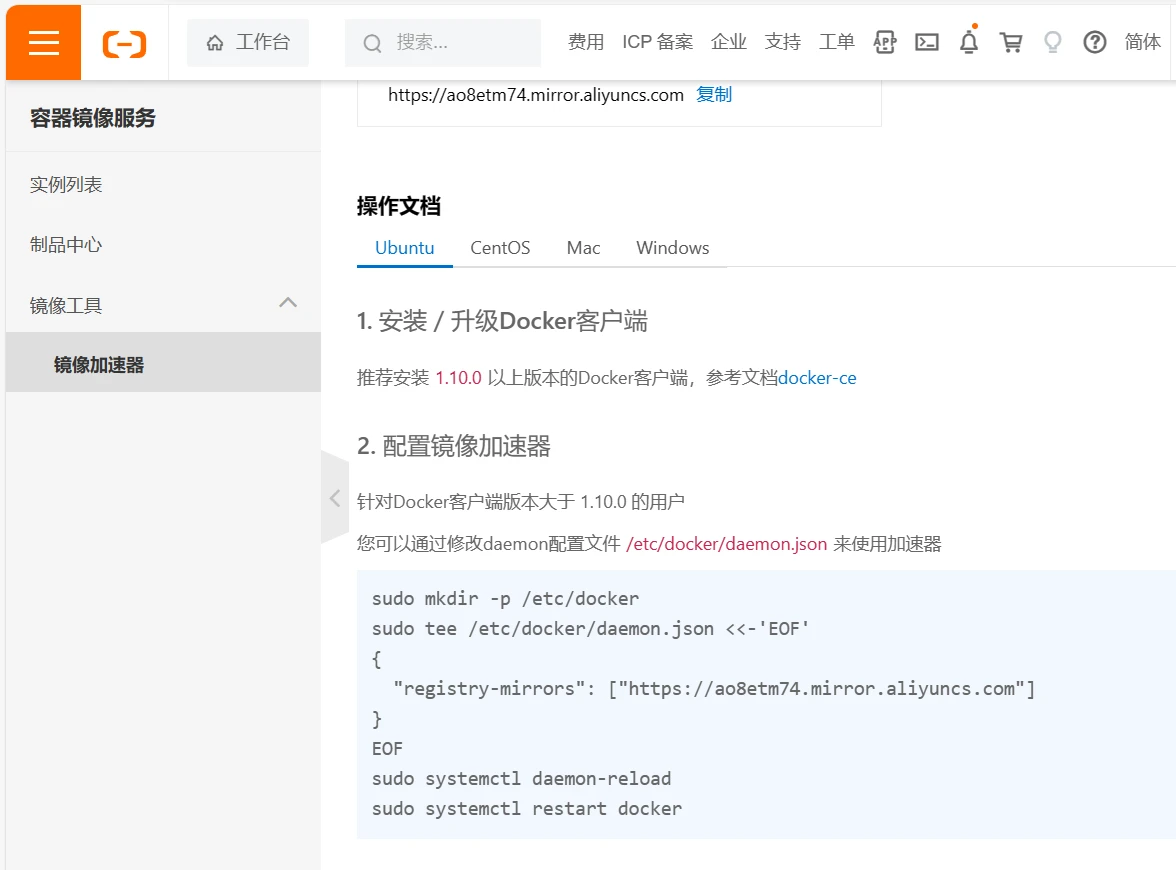 工作台
搜索...
费用 ICP 备案 企业 支持 工单 APP 简体
容器镜像服务
实例列表
制品中心
镜像工具
镜像加速器
https://ao8etm74.mirror.aliyuncs.com 复制
操作文档
Ubuntu CentOS Mac Windows
1. 安装 / 升级Docker客户端
推荐安装 1.10.0 以上版本的Docker客户端，参考文档docker-ce
2. 配置镜像加速器
针对Docker客户端版本大于 1.10.0 的用户
您可以通过修改daemon配置文件 /etc/docker/daemon.json 来使用加速器
sudo mkdir -p /etc/docker
sudo tee /etc/docker/daemon.json <<-'EOF'
{
  "registry-mirrors": ["https://ao8etm74.mirror.aliyuncs.com"]
}
EOF
sudo systemctl daemon-reload
sudo systemctl restart docker